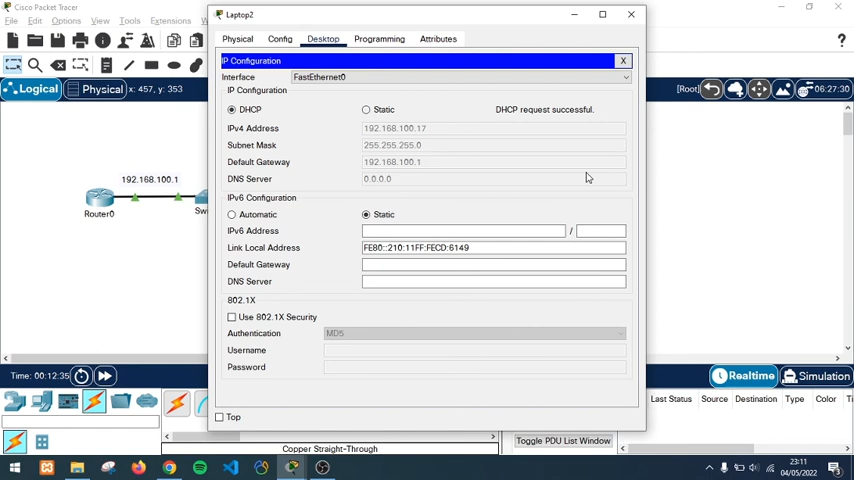 Cisco Packet Tracer
File Edit Options View Tools Extensions
Logical Physical x: 457, y: 353 [Root] 06:27:30
192.168.100.1
Router0 Swi
Laptop2
Physical Config Desktop Programming Attributes
IP Configuration X
Interface FastEthernet0
IP Configuration
DHCP Static DHCP request successful.
IPv4 Address 192.168.100.17
Subnet Mask 255.255.255.0
Default Gateway 192.168.100.1
DNS Server 0.0.0.0
IPv6 Configuration
Automatic Static
IPv6 Address /
Link Local Address FE80::210:11FF:FECD:6149
Default Gateway
DNS Server
802.1X
Use 802.1X Security
Authentication MD5
Username
Password
Top
Time: 00:12:35 Realtime Simulation
Last Status Source Destination Type Color Ti
Copper Straight-Through
Toggle PDU List Window
23:11
04/05/2022
3